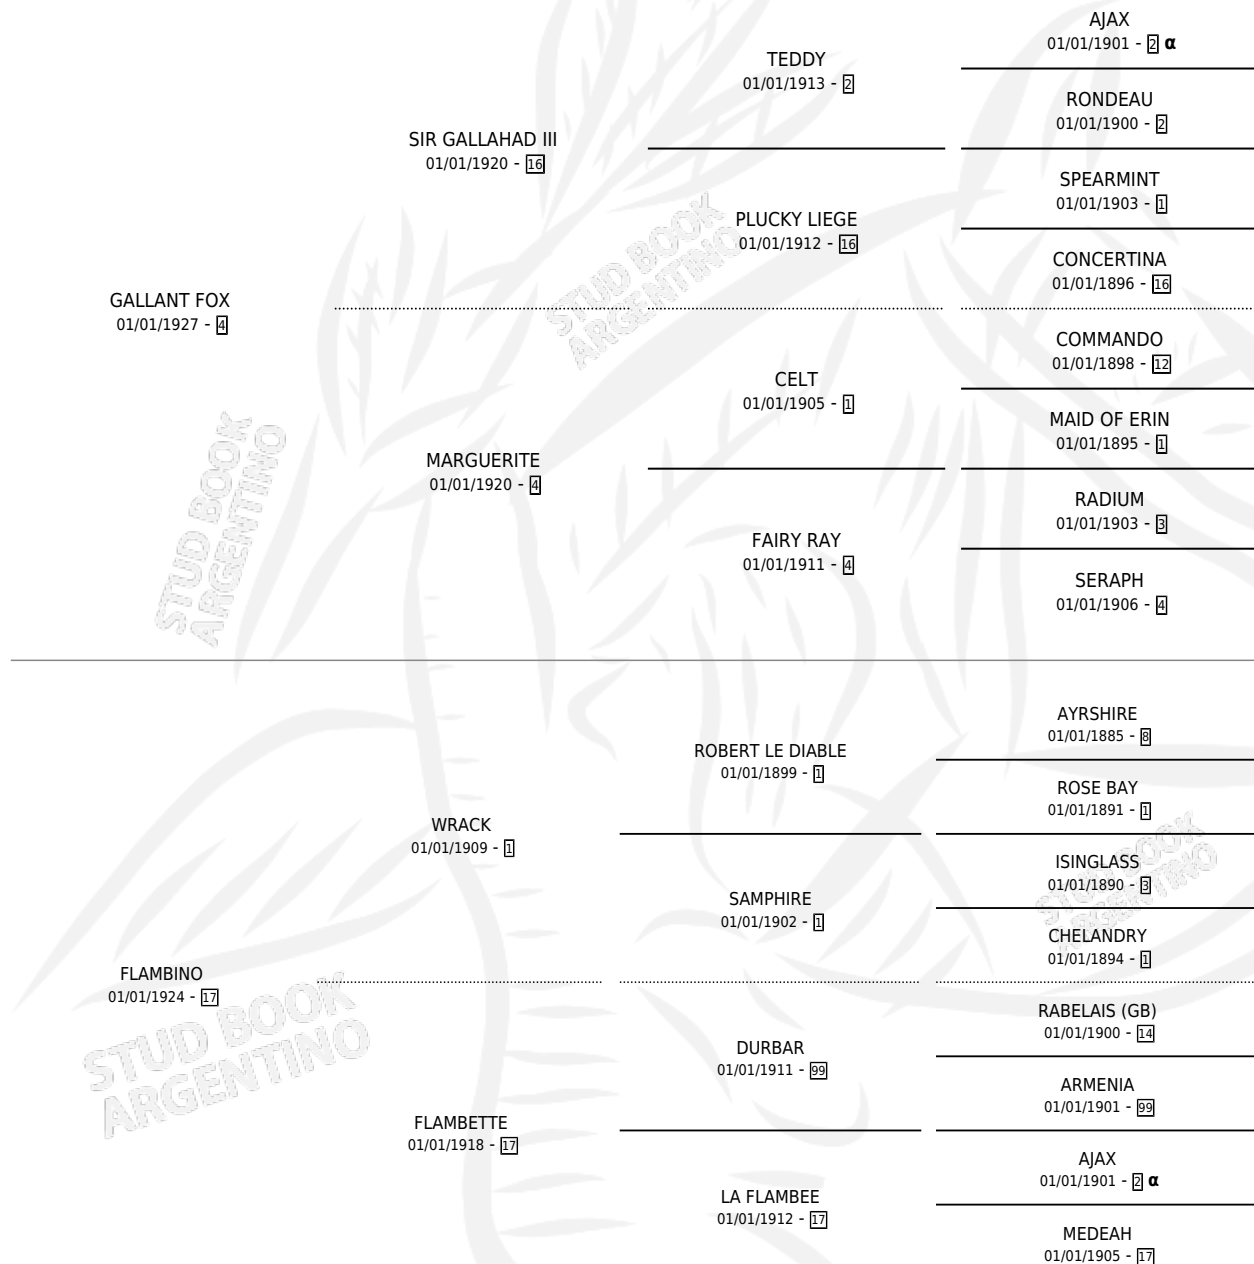 AJAX
01/01/1901 - 2 α
TEDDY
01/01/1913 - 2
RONDEAU
01/01/1900 - 2
SIR GALLAHAD III
01/01/1920 - 16
SPEARMINT
01/01/1903 - 1
PLUCKY LIEGE
01/01/1912 - 16
CONCERTINA
01/01/1896 - 16
GALLANT FOX
01/01/1927 - 4
STUD BOOK
ARGENTINO
COMMANDO
01/01/1898 - 12
CELT
01/01/1905 - 1
MAID OF ERIN
01/01/1895 - 1
MARGUERITE
01/01/1920 - 4
RADIUM
01/01/1903 - 3
FAIRY RAY
01/01/1911 - 4
SERAPH
01/01/1906 - 4
STUD BOOK
ARGENTINO
AYRSHIRE
01/01/1885 - 8
ROBERT LE DIABLE
01/01/1899 - 1
ROSE BAY
01/01/1891 - 1
WRACK
01/01/1909 - 1
ISINGLASS
01/01/1890 - 3
SAMPHIRE
01/01/1902 - 1
CHELANDRY
01/01/1894 - 1
STUD BOOK
ARGENTINO
FLAMBINO
01/01/1924 - 17
RABELAIS (GB)
01/01/1900 - 14
DURBAR
01/01/1911 - 99
ARMENIA
01/01/1901 - 99
STUD BOOK
ARGENTINO
FLAMBETTE
01/01/1918 - 17
AJAX
01/01/1901 - 2 α
LA FLAMBEE
01/01/1912 - 17
MEDEAH
01/01/1905 - 17